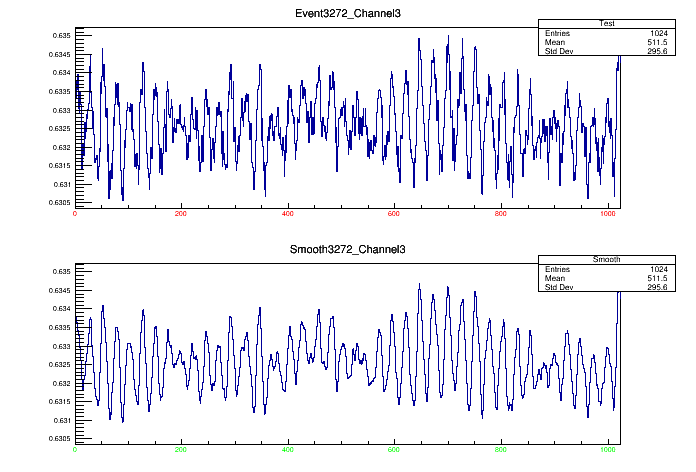 Event3272_Channel3
Test
Entries 1024
Mean 511.5
Std Dev 295.6
0.635
0.6345
0.634
0.6335
0.633
0.6325
0.632
0.6315
0.631
0.6305
0 200 400 600 800 1000
Smooth3272_Channel3
Smooth
Entries 1024
Mean 511.5
Std Dev 295.6
0.635
0.6345
0.634
0.6335
0.633
0.6325
0.632
0.6315
0.631
0.6305
0 200 400 600 800 1000